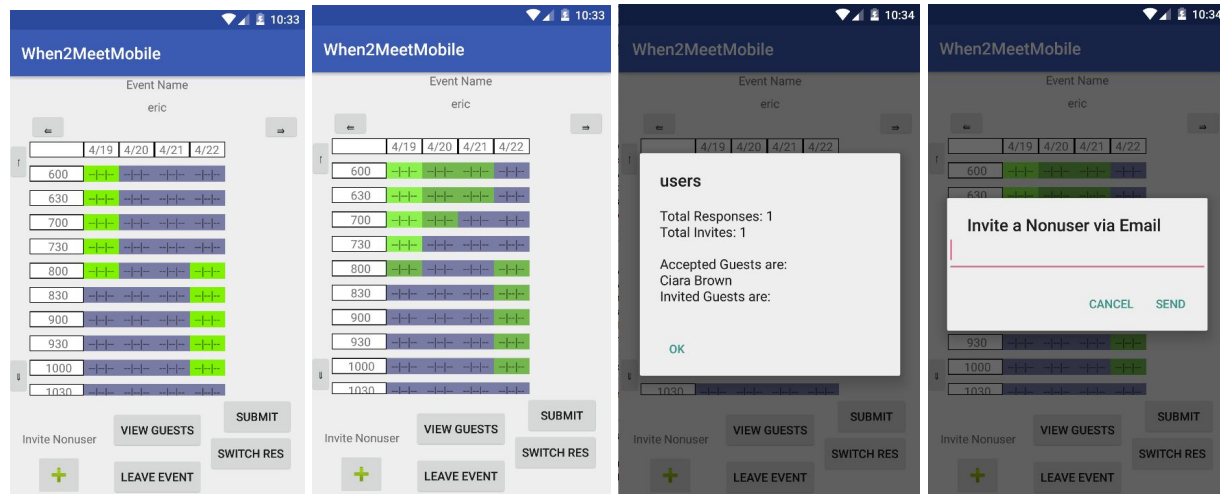 10:33
When2MeetMobile
Event Name
eric
⇐ ⇒
4/19 4/20 4/21 4/22
↑
600 --|--|-- --|--|-- --|--|-- --|--|--
630 --|--|-- --|--|-- --|--|-- --|--|--
700 --|--|-- --|--|-- --|--|-- --|--|--
730 --|--|-- --|--|-- --|--|-- --|--|--
800 --|--|-- --|--|-- --|--|-- --|--|--
830 --|--|-- --|--|-- --|--|-- --|--|--
900 --|--|-- --|--|-- --|--|-- --|--|--
930 --|--|-- --|--|-- --|--|-- --|--|--
1000 --|--|-- --|--|-- --|--|-- --|--|--
⇓
1030 --|--|-- --|--|-- --|--|-- --|--|--
SUBMIT
VIEW GUESTS
Invite Nonuser
SWITCH RES
+
LEAVE EVENT
10:33
When2MeetMobile
Event Name
eric
⇐ ⇒
4/19 4/20 4/21 4/22
↑
600 --|--|-- --|--|-- --|--|-- --|--|--
630 --|--|-- --|--|-- --|--|-- --|--|--
700 --|--|-- --|--|-- --|--|-- --|--|--
730 --|--|-- --|--|-- --|--|-- --|--|--
800 --|--|-- --|--|-- --|--|-- --|--|--
830 --|--|-- --|--|-- --|--|-- --|--|--
900 --|--|-- --|--|-- --|--|-- --|--|--
930 --|--|-- --|--|-- --|--|-- --|--|--
1000 --|--|-- --|--|-- --|--|-- --|--|--
⇓
1030 --|--|-- --|--|-- --|--|-- --|--|--
SUBMIT
VIEW GUESTS
Invite Nonuser
SWITCH RES
+
LEAVE EVENT
10:34
When2MeetMobile
Event Name
eric
⇐ ⇒
4/19 4/20 4/21 4/22
users
Total Responses: 1
Total Invites: 1
Accepted Guests are:
Ciara Brown
Invited Guests are:
OK
1030 --|--|-- --|--|-- --|--|-- --|--|--
SUBMIT
VIEW GUESTS
Invite Nonuser
SWITCH RES
+
LEAVE EVENT
10:34
When2MeetMobile
Event Name
eric
⇐ ⇒
4/19 4/20 4/21 4/22
↑
600 --|--|-- --|--|-- --|--|-- --|--|--
630 --|--|-- --|--|-- --|--|-- --|--|--
Invite a Nonuser via Email
CANCEL SEND
930 --|--|-- --|--|-- --|--|-- --|--|--
1000 --|--|-- --|--|-- --|--|-- --|--|--
⇓
1030 --|--|-- --|--|-- --|--|-- --|--|--
SUBMIT
VIEW GUESTS
Invite Nonuser
SWITCH RES
+
LEAVE EVENT